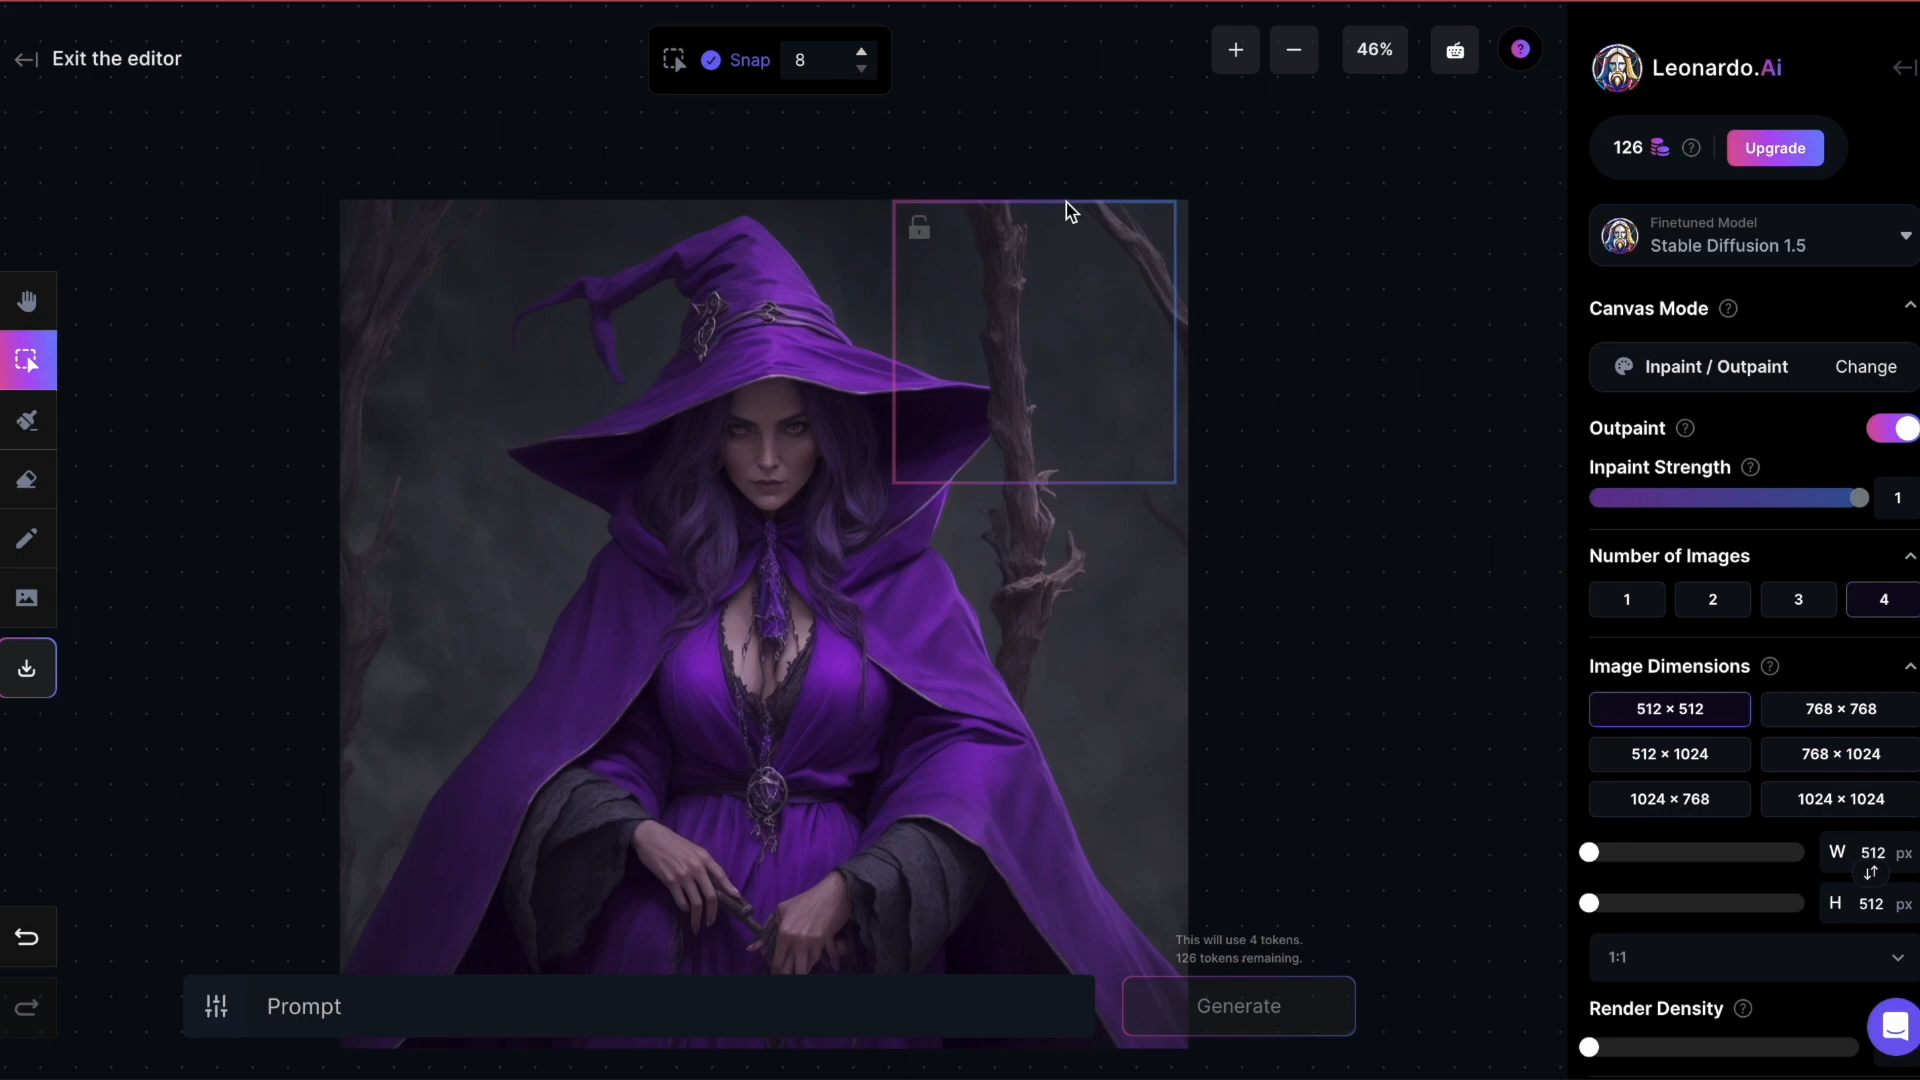 Exit the editor
Snap 8
46%
?
Leonardo.Ai
126 ? Upgrade
Finetuned Model
Stable Diffusion 1.5
Canvas Mode ?
Inpaint / Outpaint Change
Outpaint ?
Inpaint Strength ?
1
Number of Images
1 2 3 4
Image Dimensions ?
512 × 512 768 × 768
512 × 1024 768 × 1024
1024 × 768 1024 × 1024
W 512 px
H 512 px
1:1
Render Density ?
This will use 4 tokens.
126 tokens remaining.
Prompt
Generate